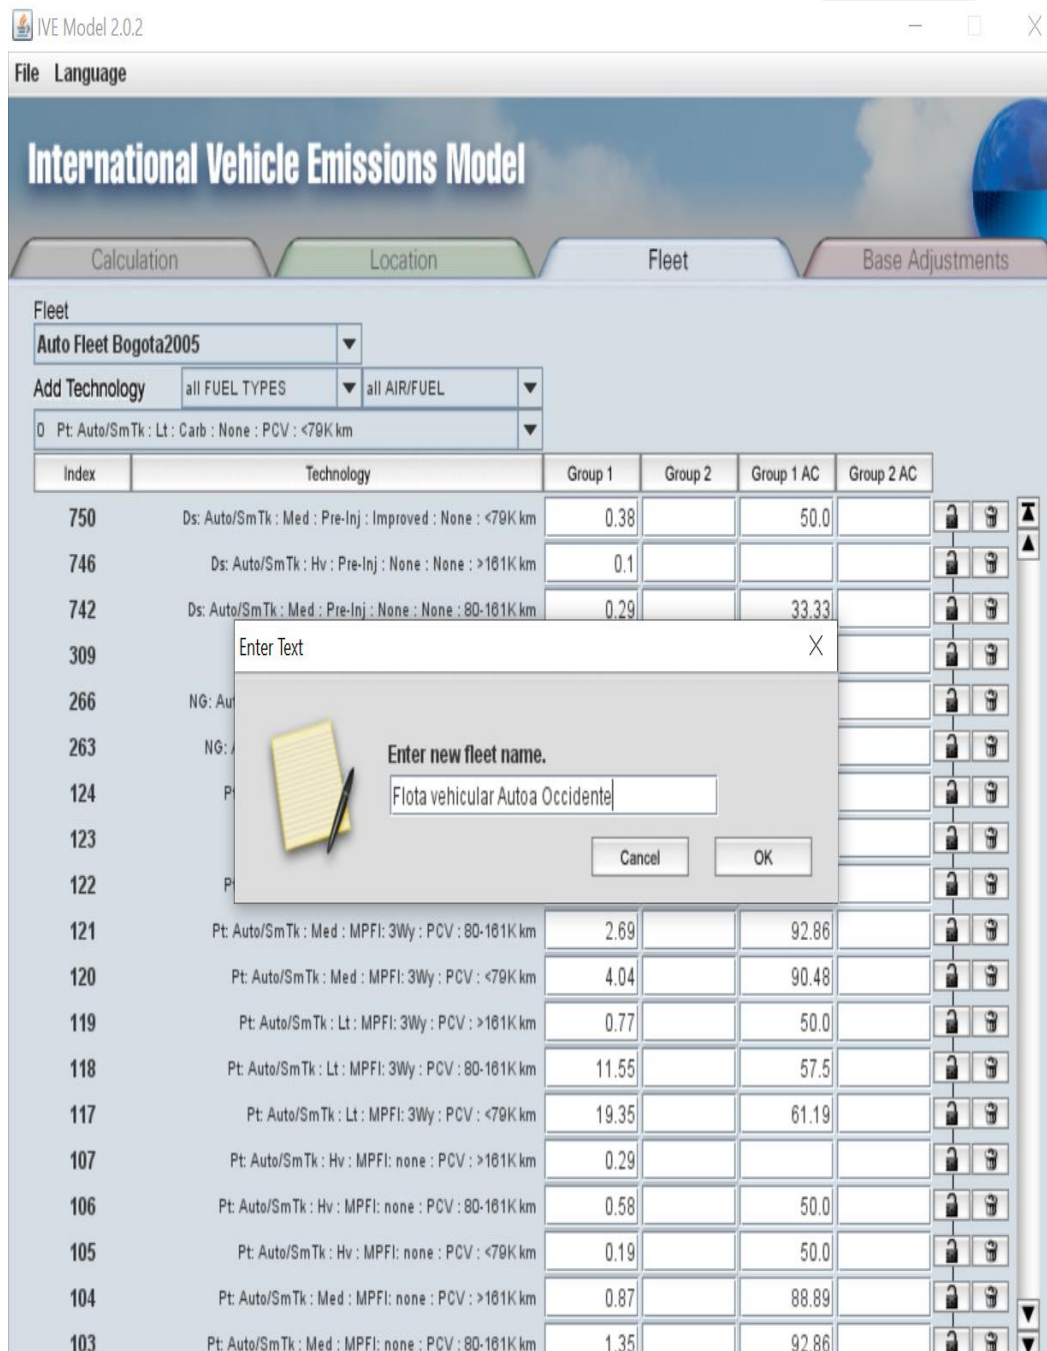 IVE Model 2.0.2
File Language
International Vehicle Emissions Model
Calculation Location Fleet Base Adjustments
Fleet
Auto Fleet Bogota2005
Add Technology all FUEL TYPES all AIR/FUEL
0 Pt: Auto/SmTk : Lt : Carb : None : PCV : <79K km
Index Technology Group 1 Group 2 Group 1 AC Group 2 AC
750 Ds: Auto/SmTk : Med : Pre-Inj : Improved : None : <79K km 0.38 50.0
746 Ds: Auto/SmTk : Hv : Pre-Inj : None : None : >161K km 0.1
742 Ds: Auto/SmTk : Med : Pre-Inj : None : None : 80-161K km 0.29 33.33
309
266 NG:
263 NG:
124
123
122
Enter Text
Enter new fleet name.
Flota vehicular Autoa Occidente
Cancel OK
121 Pt: Auto/SmTk : Med : MPFI: 3Wy : PCV : 80-161K km 2.69 92.86
120 Pt: Auto/SmTk : Med : MPFI: 3Wy : PCV : <79K km 4.04 90.48
119 Pt: Auto/SmTk : Lt : MPFI: 3Wy : PCV : >161K km 0.77 50.0
118 Pt: Auto/SmTk : Lt : MPFI: 3Wy : PCV : 80-161K km 11.55 57.5
117 Pt: Auto/SmTk : Lt : MPFI: 3Wy : PCV : <79K km 19.35 61.19
107 Pt: Auto/SmTk : Hv : MPFI: none : PCV : >161K km 0.29
106 Pt: Auto/SmTk : Hv : MPFI: none : PCV : 80-161K km 0.58 50.0
105 Pt: Auto/SmTk : Hv : MPFI: none : PCV : <79K km 0.19 50.0
104 Pt: Auto/SmTk : Med : MPFI: none : PCV : >161K km 0.87 88.89
103 Pt: Auto/SmTk : Med : MPFI: none : PCV : 80-161K km 1.35 92.86